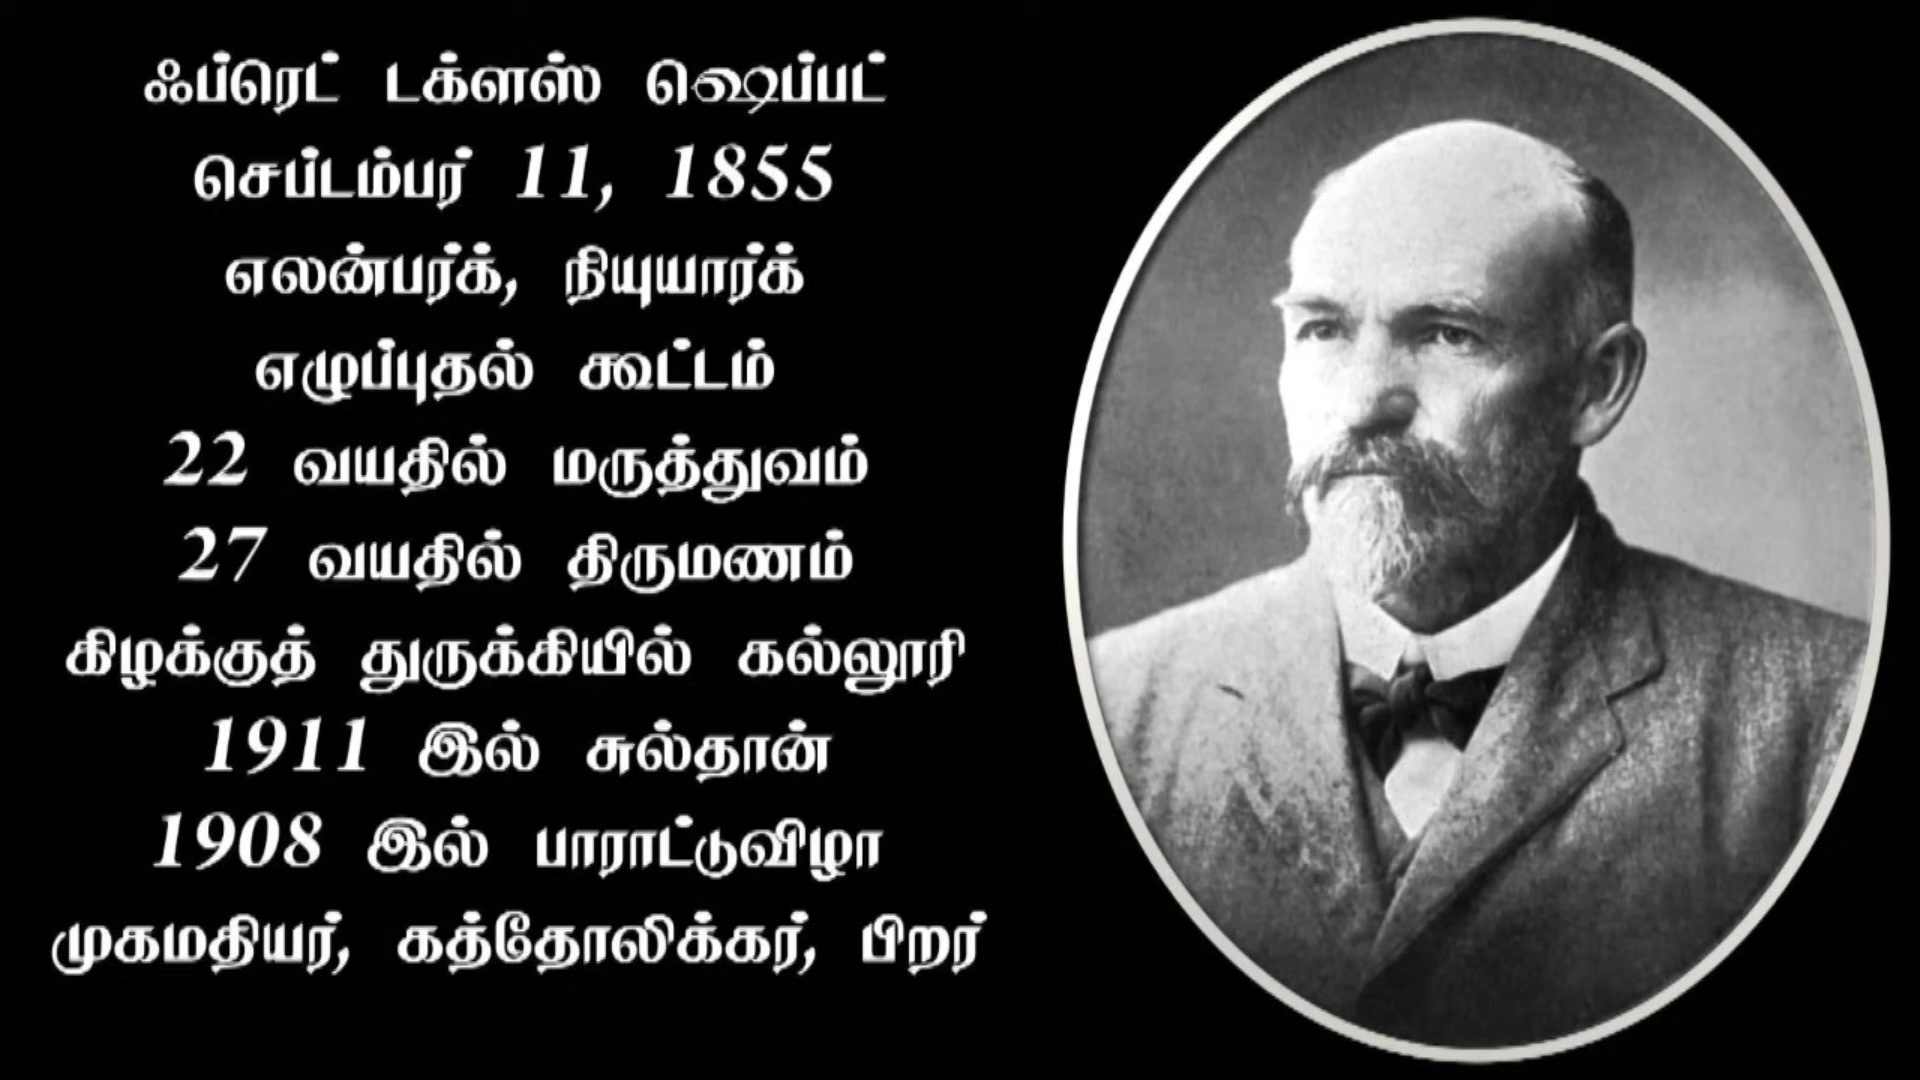 ஃப்ரெட் டக்ளஸ் ஷெப்பட்
செப்டம்பர் 11, 1855
எலன்பர்க், நியுயார்க்
எழுப்புதல் கூட்டம்
22 வயதில் மருத்துவம்
27 வயதில் திருமணம்
கிழக்குத் துருக்கியில் கல்லூரி
1911 இல் சுல்தான்
1908 இல் பாராட்டுவிழா
முகமதியர், கத்தோலிக்கர், பிறர்